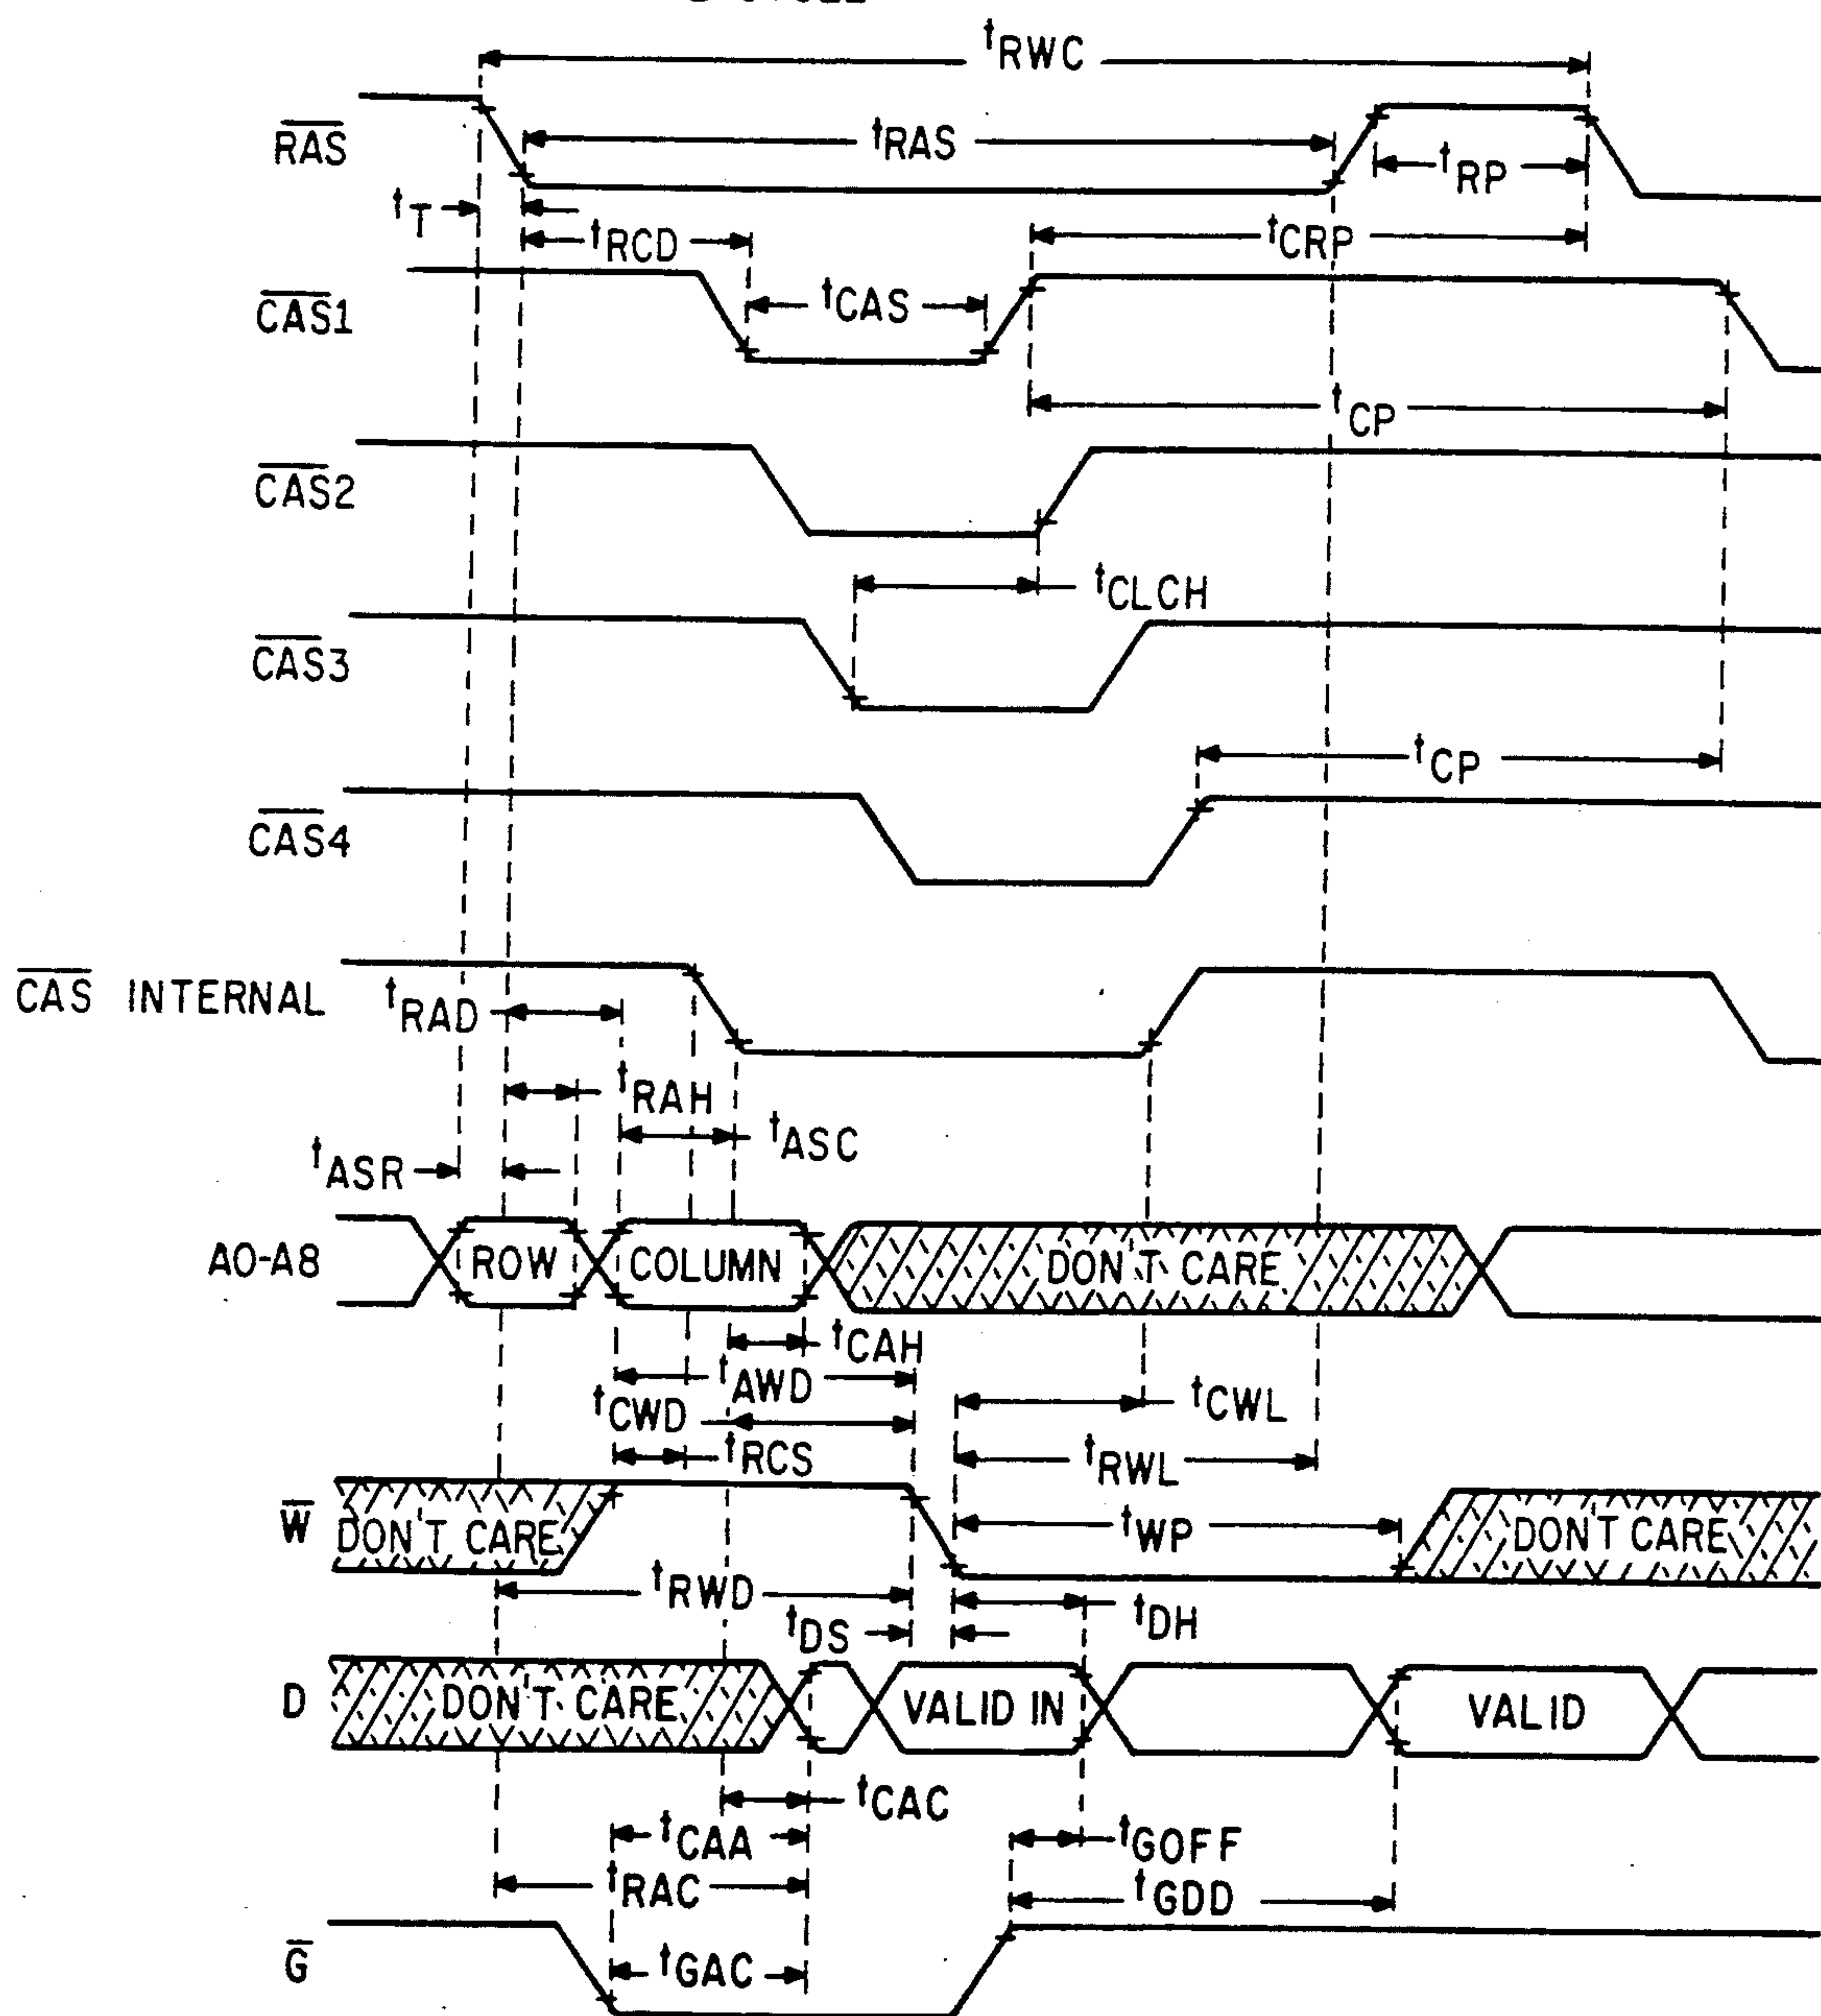 tRWC
RAS
tRAS
tRP
tT
tRCD
tCRP
CAS1
tCAS
tCP
CAS2
tCLCH
CAS3
tCP
CAS4
CAS INTERNAL
tRAD
tRAH
tASC
tASR
A0-A8
ROW
COLUMN
DON'T CARE
tCAH
tAWD
tCWD
tCWL
tRCS
tRWL
W
DON'T CARE
tWP
DON'T CARE
tRWD
tDS
tDH
D
DON'T CARE
VALID IN
VALID
tCAC
tCAA
tGOFF
tRAC
tGDD
G
tGAC